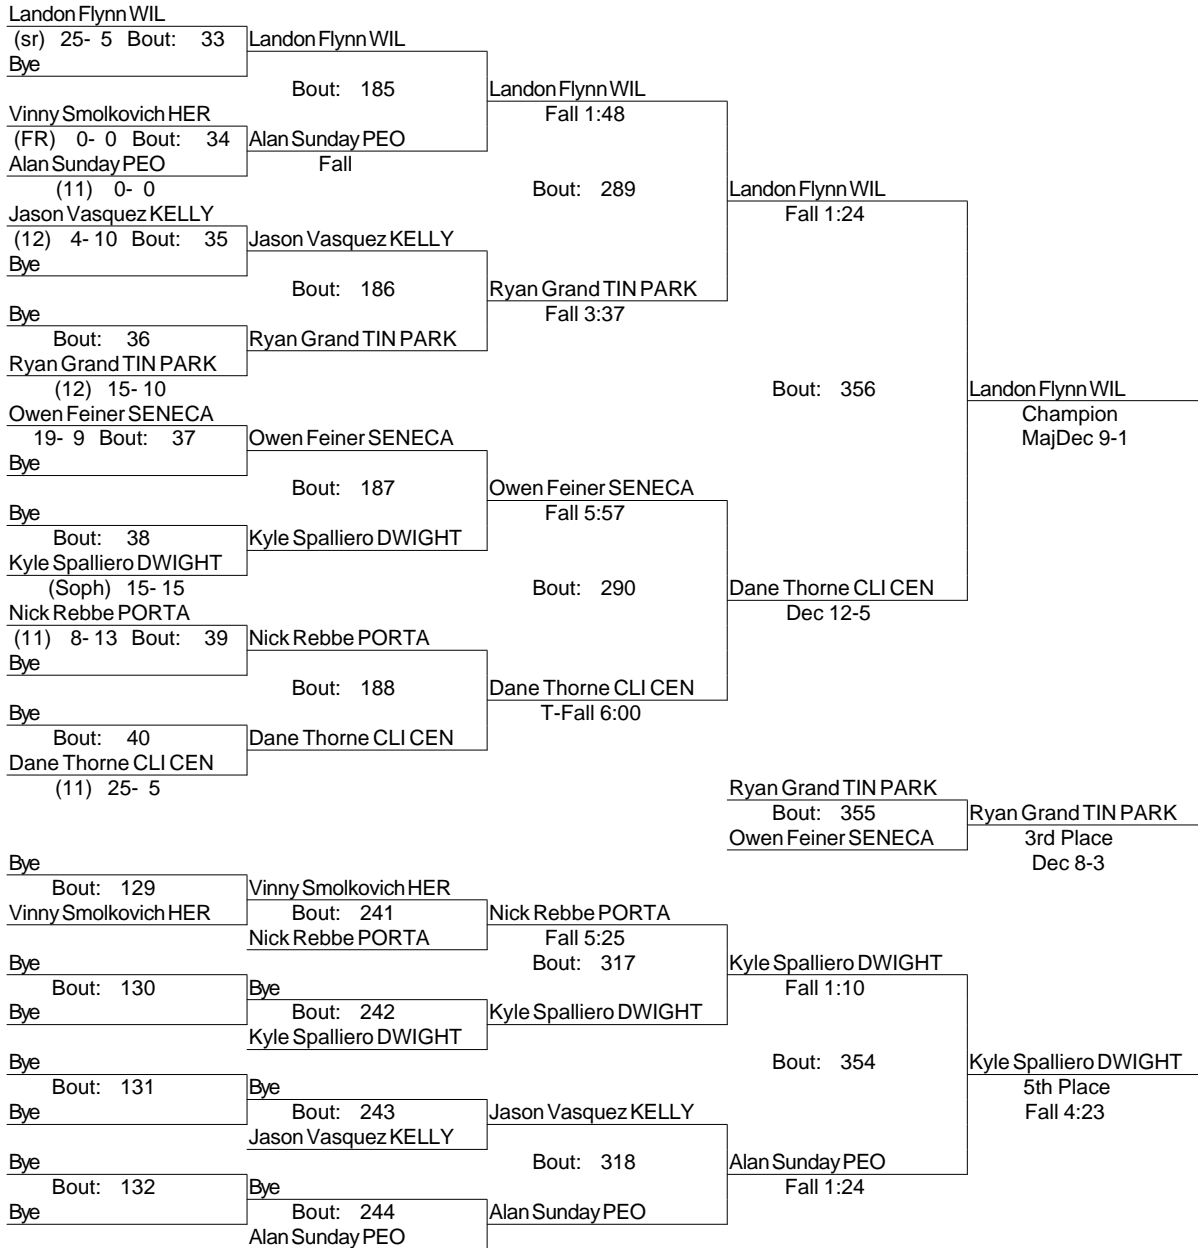 Landon Flynn WIL
(sr) 25- 5 Bout: 33 Landon Flynn WIL
Bye
Bout: 185 Landon Flynn WIL
Vinny Smolkovich HER Fall 1:48
(FR) 0- 0 Bout: 34 Alan Sunday PEO
Alan Sunday PEO Fall
(11) 0- 0 Bout: 289 Landon Flynn WIL
Jason Vasquez KELLY Fall 1:24
(12) 4- 10 Bout: 35 Jason Vasquez KELLY
Bye
Bout: 186 Ryan Grand TIN PARK
Bye Fall 3:37
Bout: 36 Ryan Grand TIN PARK
Ryan Grand TIN PARK
(12) 15- 10 Bout: 356 Landon Flynn WIL
Owen Feiner SENECA Champion
19- 9 Bout: 37 Owen Feiner SENECA MajDec 9-1
Bye
Bout: 187 Owen Feiner SENECA
Bye Fall 5:57
Bout: 38 Kyle Spalliero DWIGHT
Kyle Spalliero DWIGHT
(Soph) 15- 15 Bout: 290 Dane Thorne CLI CEN
Nick Rebbe PORTA Dec 12-5
(11) 8- 13 Bout: 39 Nick Rebbe PORTA
Bye
Bout: 188 Dane Thorne CLI CEN
Bye T-Fall 6:00
Bout: 40 Dane Thorne CLI CEN
Dane Thorne CLI CEN
(11) 25- 5 Ryan Grand TIN PARK
Bout: 355 Ryan Grand TIN PARK
Owen Feiner SENECA 3rd Place
Bye Dec 8-3
Bout: 129 Vinny Smolkovich HER
Vinny Smolkovich HER Bout: 241 Nick Rebbe PORTA
Nick Rebbe PORTA Fall 5:25
Bye Bout: 317 Kyle Spalliero DWIGHT
Bout: 130 Bye Fall 1:10
Bye Bout: 242 Kyle Spalliero DWIGHT
Kyle Spalliero DWIGHT
Bye Bout: 354 Kyle Spalliero DWIGHT
Bout: 131 Bye 5th Place
Bye Bout: 243 Jason Vasquez KELLY Fall 4:23
Jason Vasquez KELLY
Bye Bout: 318 Alan Sunday PEO
Bout: 132 Bye Fall 1:24
Bye Bout: 244 Alan Sunday PEO
Alan Sunday PEO